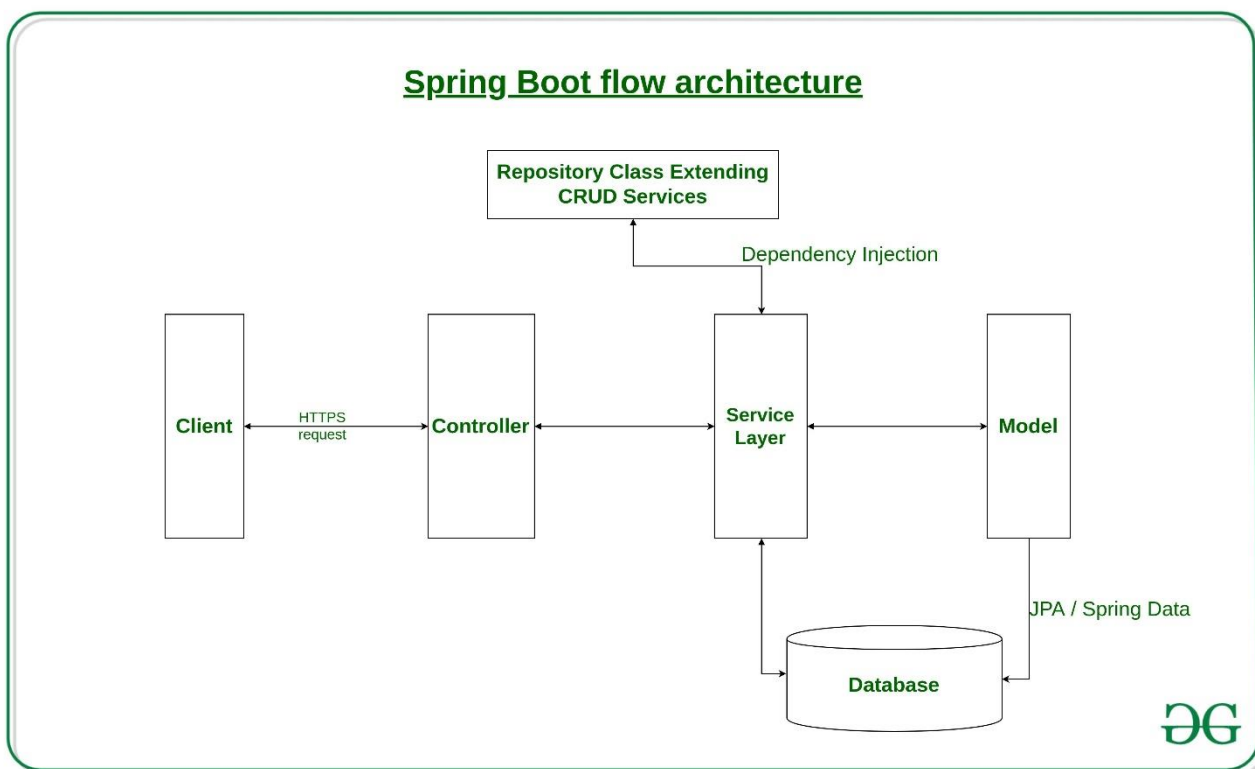 Spring Boot flow architecture
Repository Class Extending
CRUD Services
Dependency Injection
Client
HTTPS
request
Controller
Service
Layer
Model
JPA / Spring Data
Database